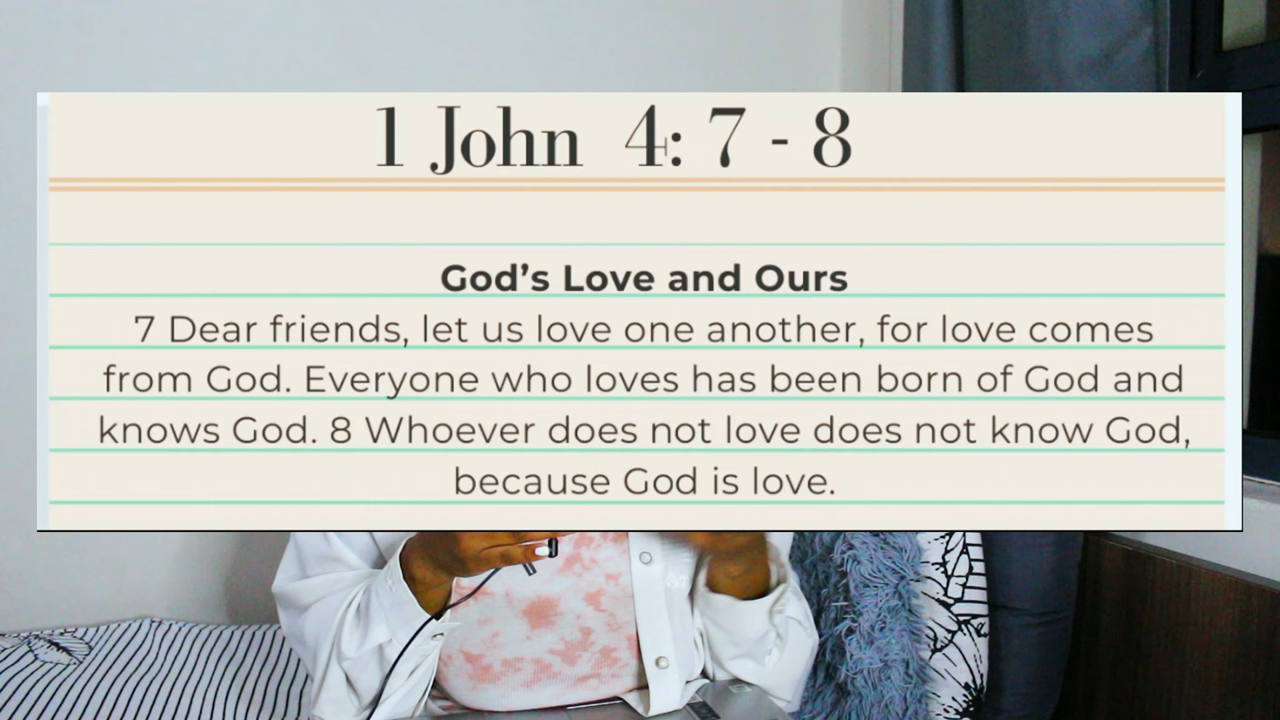 1 John 4: 7 - 8
God’s Love and Ours
7 Dear friends, let us love one another, for love comes
from God. Everyone who loves has been born of God and
knows God. 8 Whoever does not love does not know God,
because God is love.